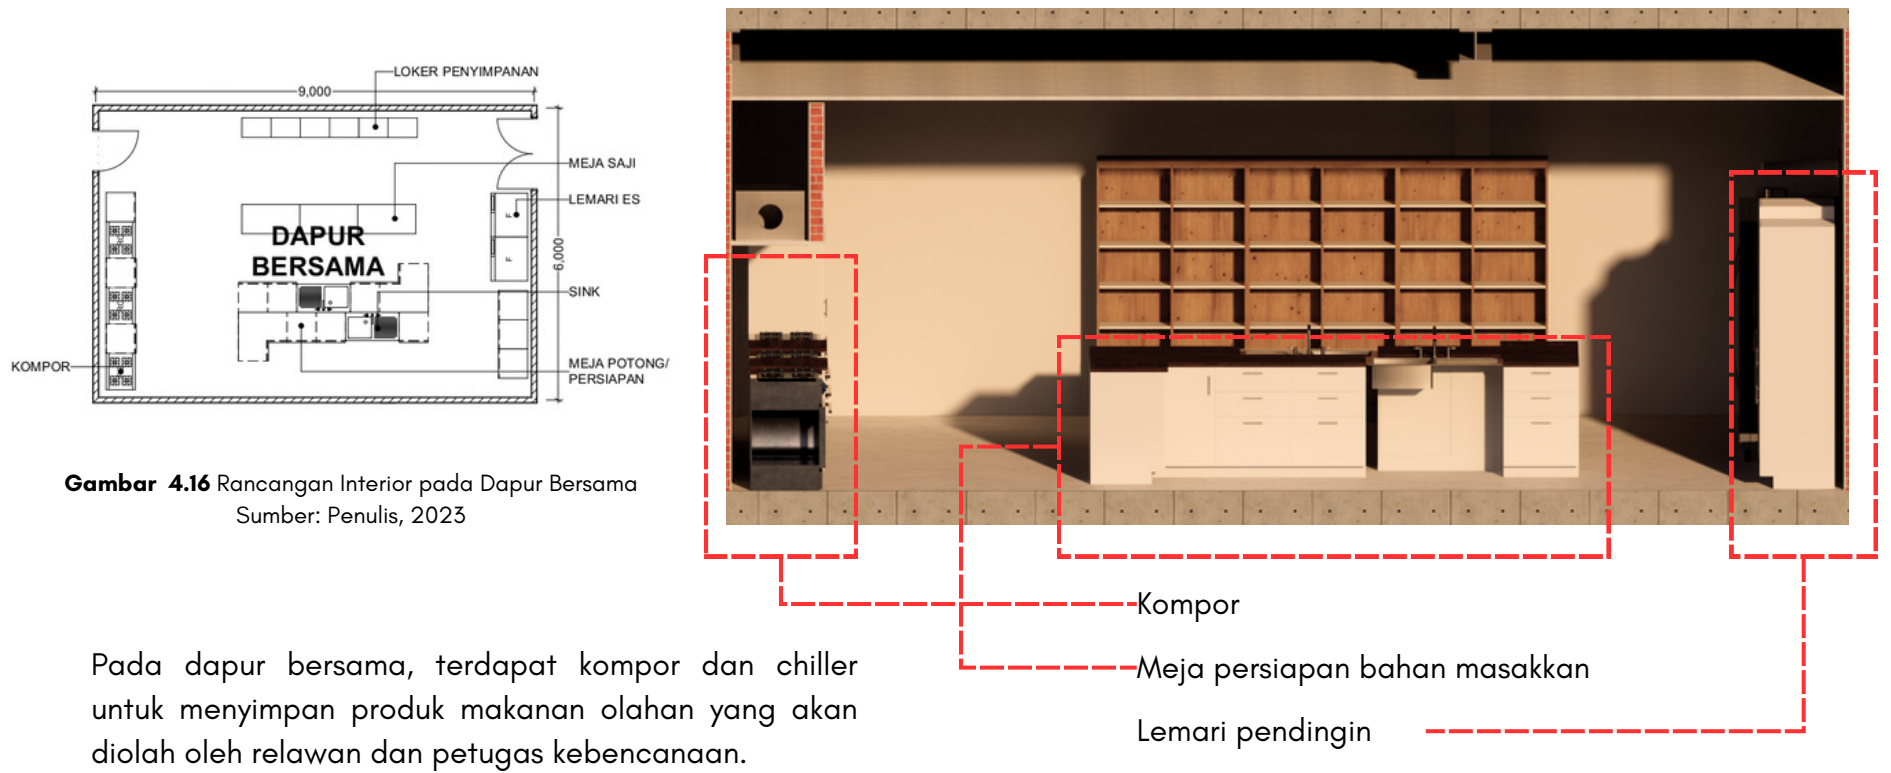 LOKER PENYIMPANAN
9,000
MEJA SAJI
LEMARI ES
F
DAPUR
BERSAMA
F
6,000
SINK
KOMPOR
MEJA POTONG/
PERSIAPAN
Gambar 4.16 Rancangan Interior pada Dapur Bersama
Sumber: Penulis, 2023
Kompor
Meja persiapan bahan masakkan
Lemari pendingin
Pada dapur bersama, terdapat kompor dan chiller
untuk menyimpan produk makanan olahan yang akan
diolah oleh relawan dan petugas kebencanaan.